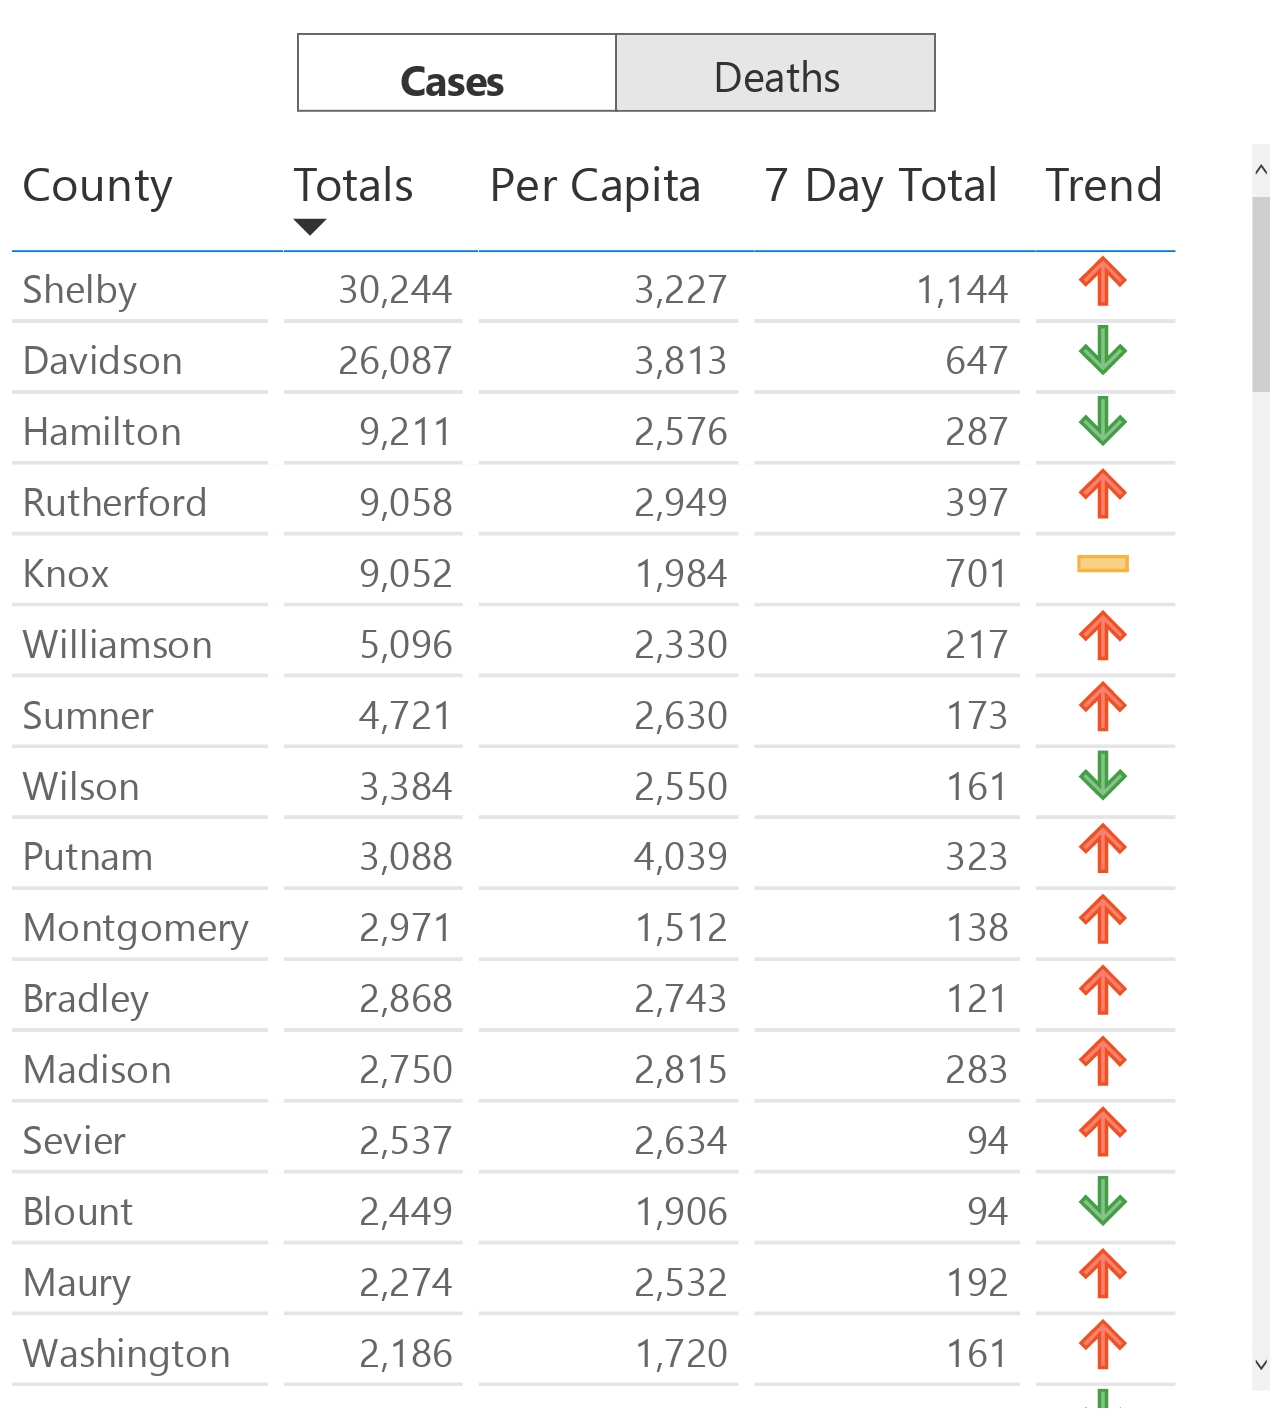 Cases Deaths
County Totals Per Capita 7 Day Total Trend
Shelby 30,244 3,227 1,144
Davidson 26,087 3,813 647
Hamilton 9,211 2,576 287
Rutherford 9,058 2,949 397
Knox 9,052 1,984 701
Williamson 5,096 2,330 217
Sumner 4,721 2,630 173
Wilson 3,384 2,550 161
Putnam 3,088 4,039 323
Montgomery 2,971 1,512 138
Bradley 2,868 2,743 121
Madison 2,750 2,815 283
Sevier 2,537 2,634 94
Blount 2,449 1,906 94
Maury 2,274 2,532 192
Washington 2,186 1,720 161